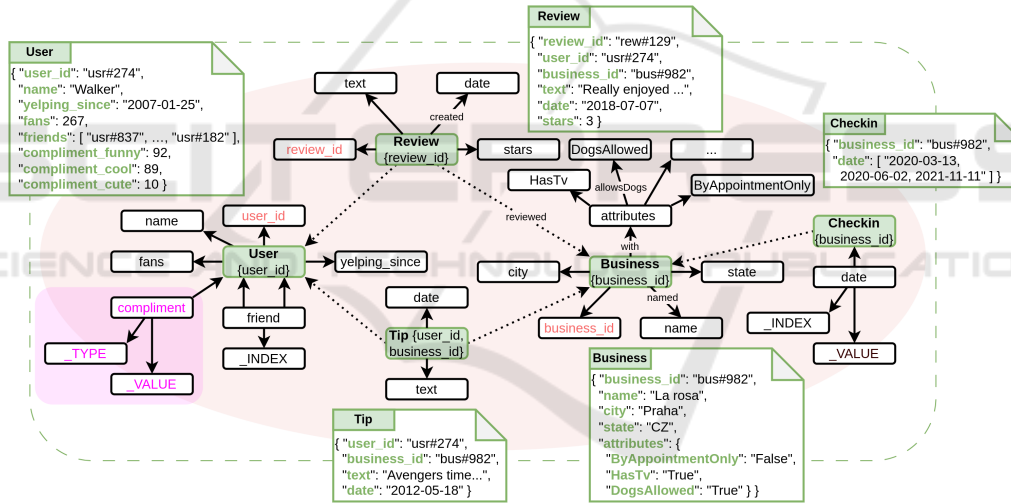 User
{ "user_id": "usr#274",
"name": "Walker",
"yelping_since": "2007-01-25",
"fans": 267,
"friends": [ "usr#837", ..., "usr#182" ],
"compliment_funny": 92,
"compliment_cool": 89,
"compliment_cute": 10 }
Review
{ "review_id": "rew#129",
"user_id": "usr#274",
"business_id": "bus#982",
"text": "Really enjoyed ...",
"date": "2018-07-07",
"stars": 3 }
Checkin
{ "business_id": "bus#982",
"date": [ "2020-03-13,
2020-06-02, 2021-11-11" ] }
text
date
created
review_id
Review
{review_id}
stars
DogsAllowed
...
HasTv
allowsDogs
ByAppointmentOnly
attributes
reviewed
with
name
user_id
fans
User
{user_id}
yelping_since
city
Business
{business_id}
state
named
business_id
name
Checkin
{business_id}
date
_INDEX
_VALUE
compliment
_TYPE
_VALUE
friend
_INDEX
date
Tip {user_id,
business_id}
text
Tip
{ "user_id": "usr#274",
"business_id": "bus#982",
"text": "Avengers time...",
"date": "2012-05-18" }
Business
{ "business_id": "bus#982",
"name": "La rosa",
"city": "Praha",
"state": "CZ",
"attributes": {
"ByAppointmentOnly": "False",
"HasTv": "True",
"DogsAllowed": "True" } }
SCIENCE AND TECHNOLOGY PUBLICATIONS